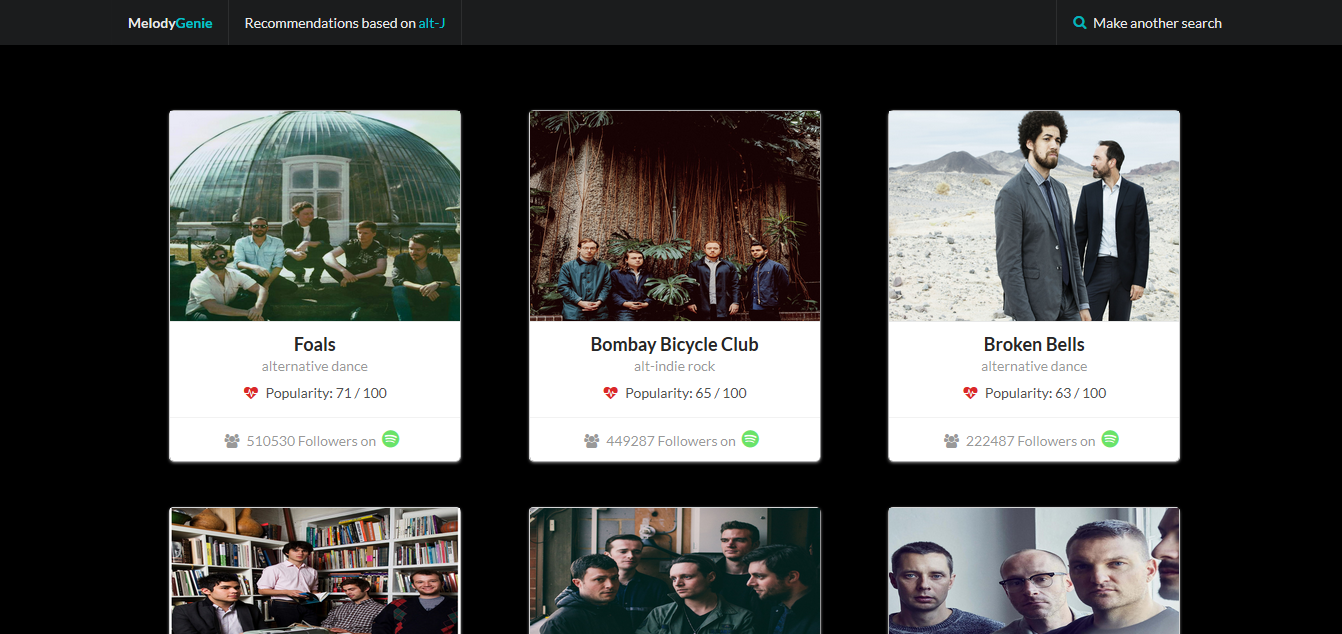 MelodyGenie
Recommendations based on alt-J
Make another search
Foals
alternative dance
Popularity: 71 / 100
510530 Followers on
Bombay Bicycle Club
alt-indie rock
Popularity: 65 / 100
449287 Followers on
Broken Bells
alternative dance
Popularity: 63 / 100
222487 Followers on